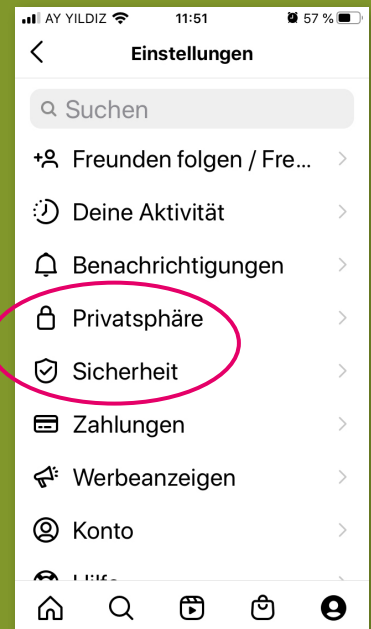 AY YILDIZ 11:51 57 %
Einstellungen
Suchen
Freunden folgen / Fre...
Deine Aktivität
Benachrichtigungen
Privatsphäre
Sicherheit
Zahlungen
Werbeanzeigen
Konto